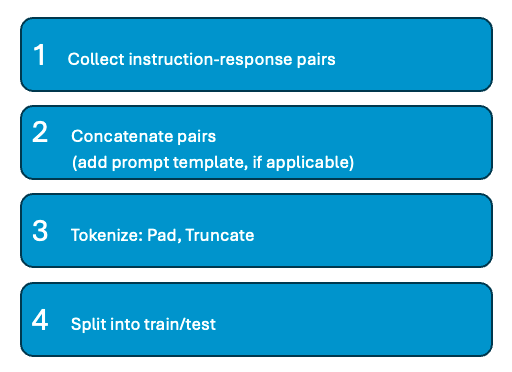 1 Collect instruction-response pairs
2 Concatenate pairs
(add prompt template, if applicable)
3 Tokenize: Pad, Truncate
4 Split into train/test